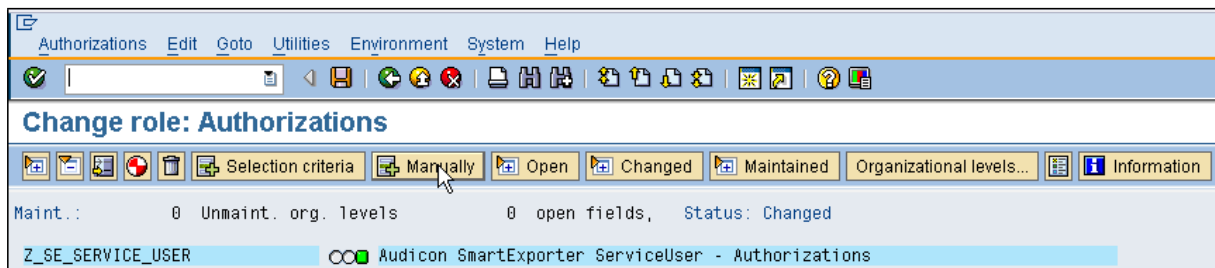 Authorizations Edit Goto Utilities Environment System Help
Change role: Authorizations
Selection criteria Manually Open Changed Maintained Organizational levels... Information
Maint.: 0 Unmaint. org. levels 0 open fields, Status: Changed
Z_SE_SERVICE_USER Audicon SmartExporter ServiceUser - Authorizations